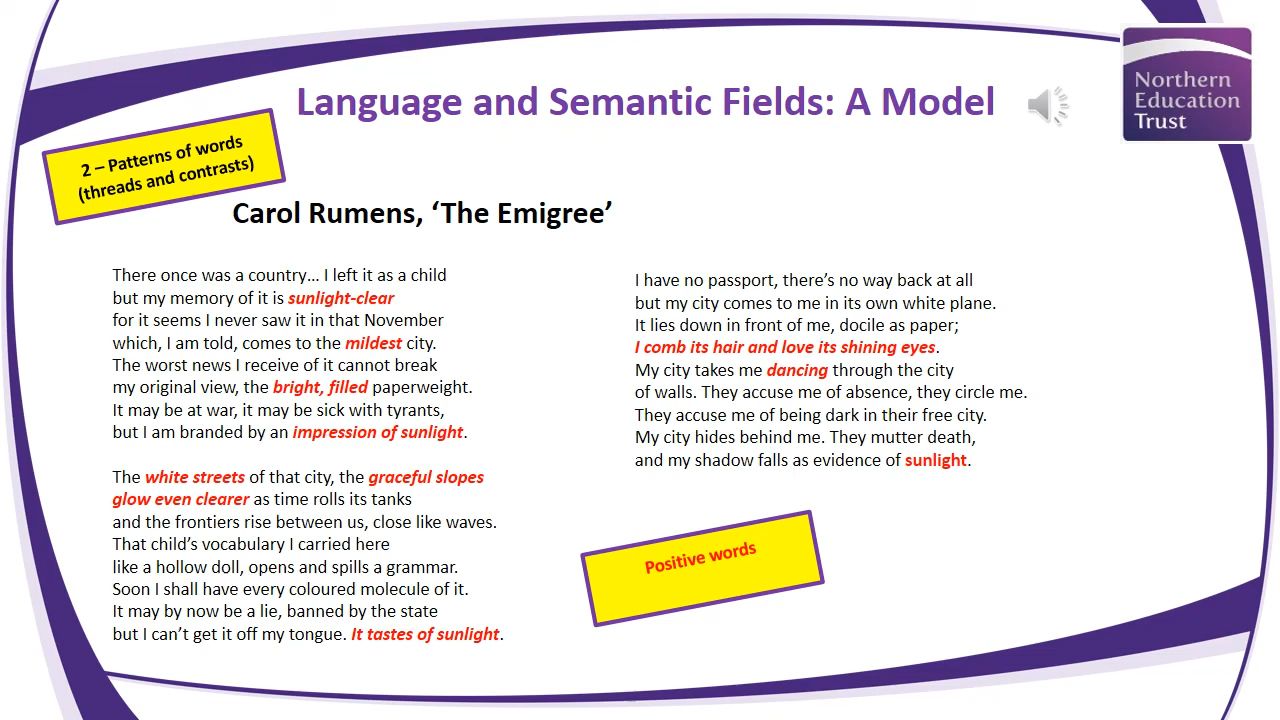 Language and Semantic Fields: A Model
Northern
Education
Trust
2 – Patterns of words
(threads and contrasts)
Carol Rumens, ‘The Emigree’
There once was a country… I left it as a child
but my memory of it is sunlight-clear
for it seems I never saw it in that November
which, I am told, comes to the mildest city.
The worst news I receive of it cannot break
my original view, the bright, filled paperweight.
It may be at war, it may be sick with tyrants,
but I am branded by an impression of sunlight.
The white streets of that city, the graceful slopes
glow even clearer as time rolls its tanks
and the frontiers rise between us, close like waves.
That child’s vocabulary I carried here
like a hollow doll, opens and spills a grammar.
Soon I shall have every coloured molecule of it.
It may by now be a lie, banned by the state
but I can’t get it off my tongue. It tastes of sunlight.
I have no passport, there’s no way back at all
but my city comes to me in its own white plane.
It lies down in front of me, docile as paper;
I comb its hair and love its shining eyes.
My city takes me dancing through the city
of walls. They accuse me of absence, they circle me.
They accuse me of being dark in their free city.
My city hides behind me. They mutter death,
and my shadow falls as evidence of sunlight.
Positive words